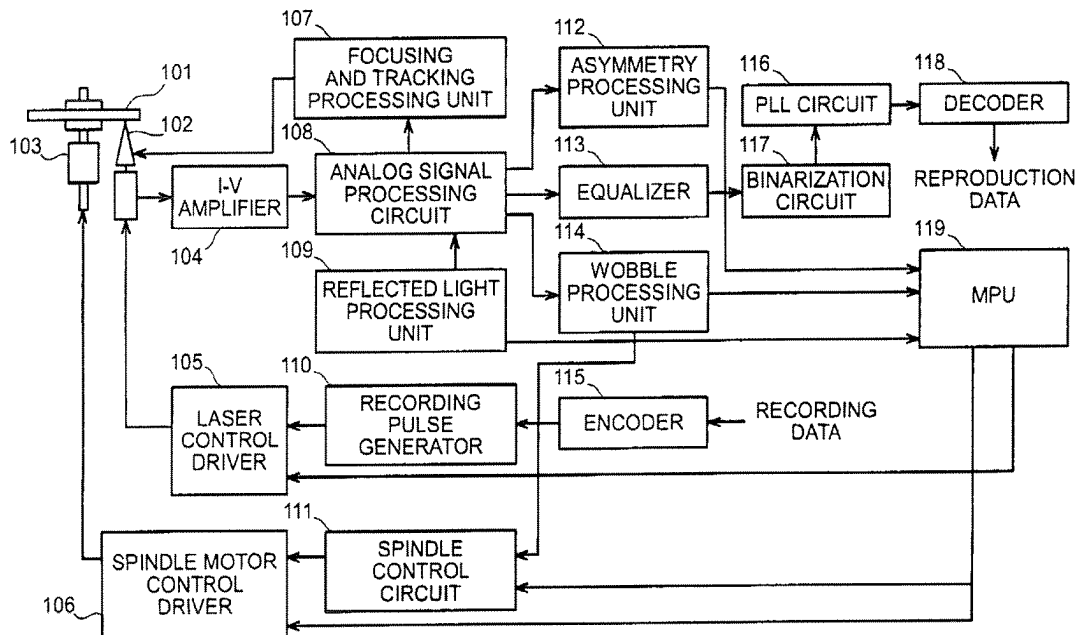 107
FOCUSING
AND TRACKING
PROCESSING UNIT
112
ASYMMETRY
PROCESSING
UNIT
116
PLL CIRCUIT
118
DECODER
101
102
103
108
ANALOG SIGNAL
PROCESSING
CIRCUIT
113
EQUALIZER
117
BINARIZATION
CIRCUIT
REPRODUCTION
DATA
I-V
AMPLIFIER
104
109
REFLECTED LIGHT
PROCESSING
UNIT
114
WOBBLE
PROCESSING
UNIT
119
MPU
105
LASER
CONTROL
DRIVER
110
RECORDING
PULSE
GENERATOR
115
ENCODER
RECORDING
DATA
111
SPINDLE
CONTROL
CIRCUIT
SPINDLE MOTOR
CONTROL
DRIVER
106